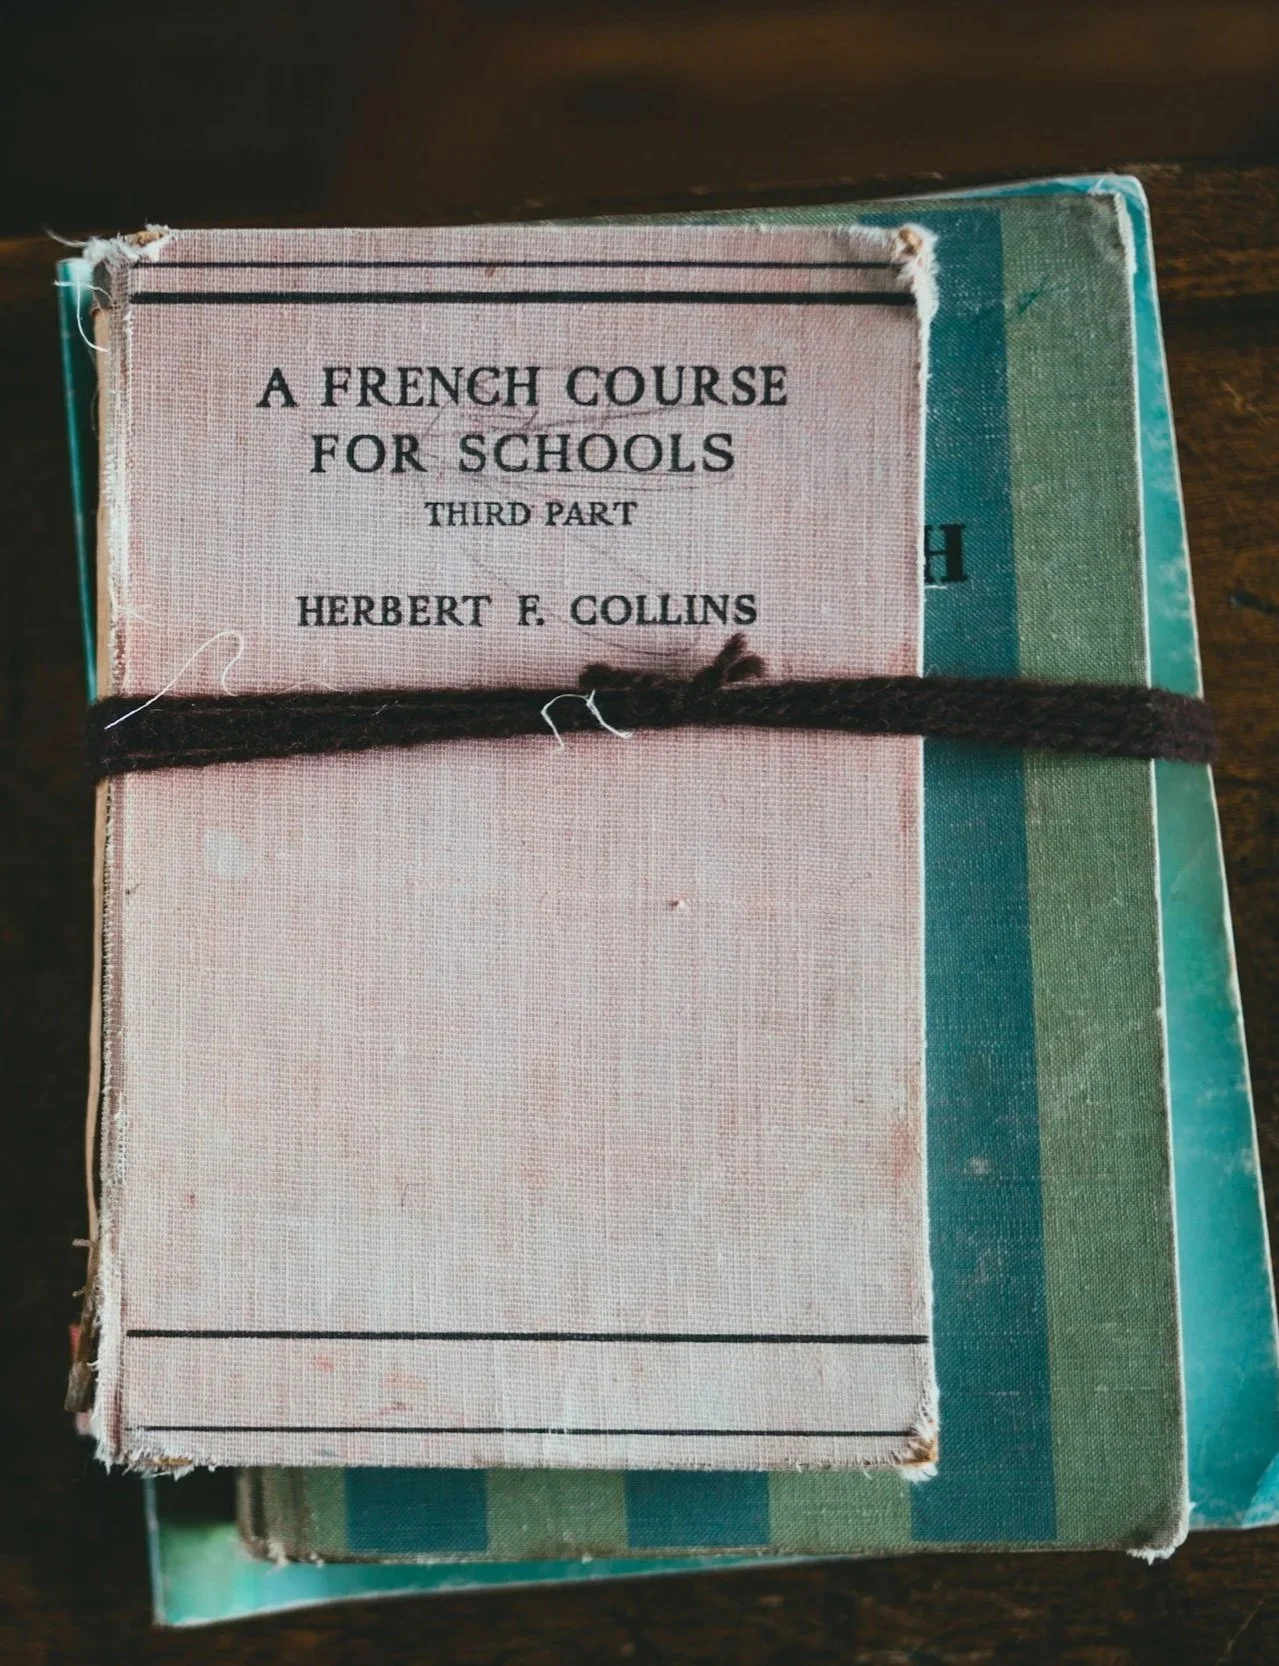 A FRENCH COURSE
FOR SCHOOLS
THIRD PART
HERBERT F. COLLINS
H